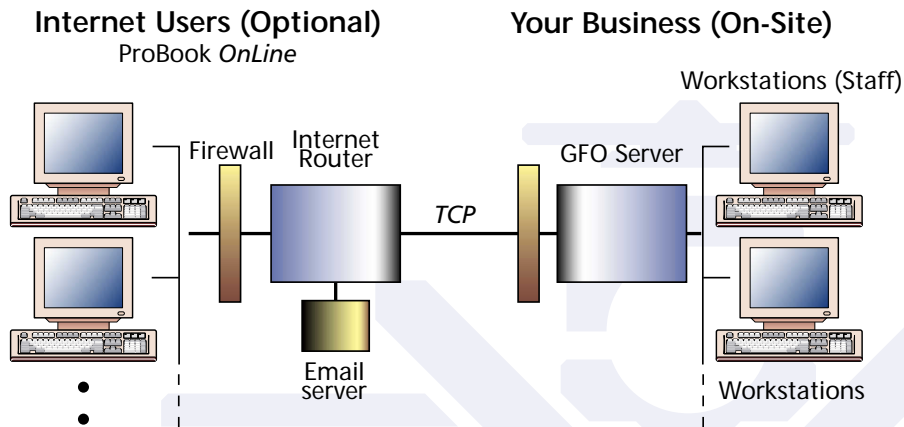 Internet Users (Optional)
ProBook OnLine
Your Business (On-Site)
Workstations (Staff)
Firewall
Internet
Router
GFO Server
TCP
Email
server
Workstations